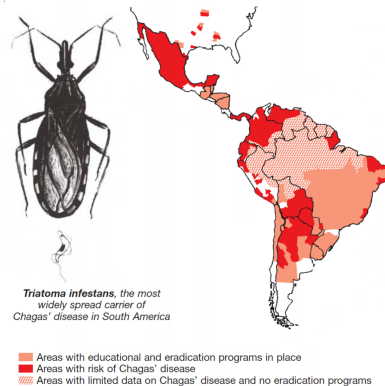 Triatoma infestans, the most
widely spread carrier of
Chagas' disease in South America
Areas with educational and eradication programs in place
Areas with risk of Chagas' disease
Areas with limited data on Chagas' disease and no eradication programs